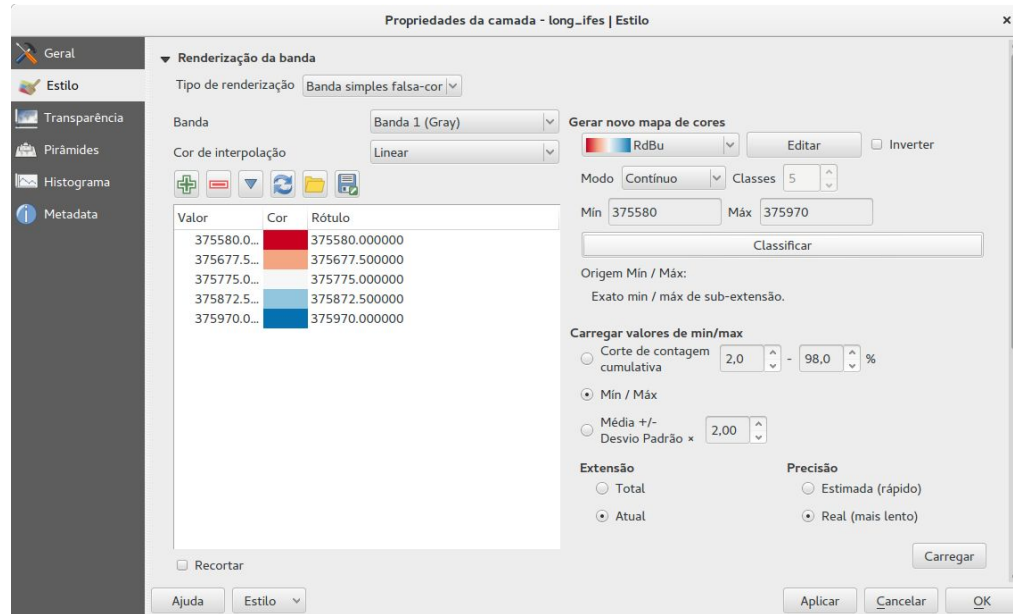 Propriedades da camada - long_ifes | Estilo
Geral
Estilo
Transparência
Pirâmides
Histograma
Metadata
Renderização da banda
Tipo de renderização Banda simples falsa-cor
Banda Banda 1 (Gray)
Cor de interpolação Linear
Valor Cor Rótulo
375580.0... 375580.000000
375677.5... 375677.500000
375775.0... 375775.000000
375872.5... 375872.500000
375970.0... 375970.000000
Recortar
Gerar novo mapa de cores
RdBu Editar Inverter
Modo Contínuo Classes 5
Mín 375580 Máx 375970
Classificar
Origem Mín / Máx:
Exato min / máx de sub-extensão.
Carregar valores de min/max
Corte de contagem
cumulativa 2,0 - 98,0 %
Mín / Máx
Média +/-
Desvio Padrão × 2,00
Extensão
Total
Atual
Precisão
Estimada (rápido)
Real (mais lento)
Carregar
Ajuda Estilo Aplicar Cancelar OK